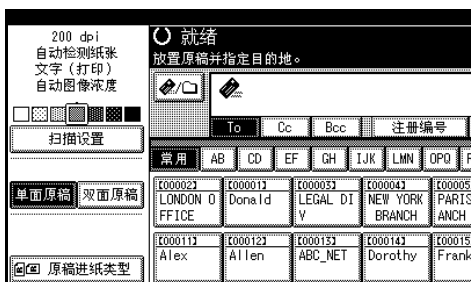 200 dpi
自动检测纸张
文字（打印）
自动图像浓度
扫描设置
单面原稿 双面原稿
原稿进纸类型
就绪
放置原稿并指定目的地。
To Cc Bcc 注册编号
常用 AB CD EF GH IJK LMN OPQ
[00002] [00001] [00003] [00004] [00005
LONDON O Donald LEGAL DI NEW YORK PARIS
FFICE V BRANCH ANCH
[00011] [00012] [00013] [00014] [00015
Alex Allen ABC_NET Dorothy Frank